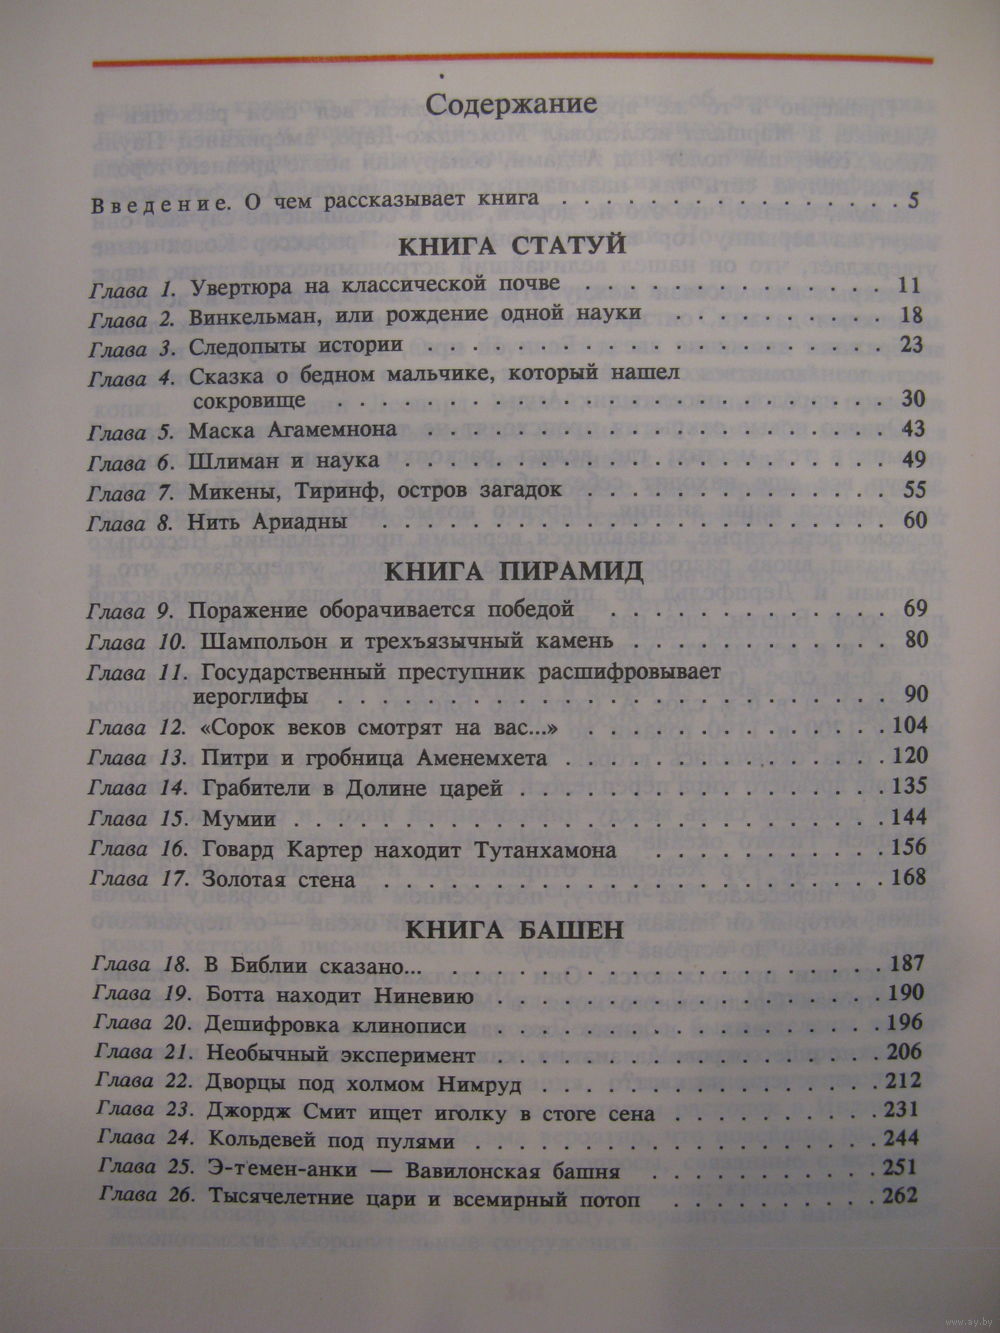 Содержание
Введение. О чем рассказывает книга . . . . . . . . . . . . . . . . 5
КНИГА СТАТУЙ
Глава 1. Увертюра на классической почве . . . . . . . . . . . . . . 11
Глава 2. Винкельман, или рождение одной науки . . . . . . . . . . 18
Глава 3. Следопыты истории . . . . . . . . . . . . . . . . . . . . 23
Глава 4. Сказка о бедном мальчике, который нашел
сокровище . . . . . . . . . . . . . . . . . . . . . . . . 30
Глава 5. Маска Агамемнона . . . . . . . . . . . . . . . . . . . . 43
Глава 6. Шлиман и наука . . . . . . . . . . . . . . . . . . . . . 49
Глава 7. Микены, Тиринф, остров загадок . . . . . . . . . . . . . 55
Глава 8. Нить Ариадны . . . . . . . . . . . . . . . . . . . . . . 60
КНИГА ПИРАМИД
Глава 9. Поражение оборачивается победой . . . . . . . . . . . . 69
Глава 10. Шампольон и трехъязычный камень . . . . . . . . . . . . 80
Глава 11. Государственный преступник расшифровывает
иероглифы . . . . . . . . . . . . . . . . . . . . . . . . 90
Глава 12. «Сорок веков смотрят на вас...» . . . . . . . . . . . . . 104
Глава 13. Питри и гробница Аменемхета . . . . . . . . . . . . . . 120
Глава 14. Грабители в Долине царей . . . . . . . . . . . . . . . . 135
Глава 15. Мумии . . . . . . . . . . . . . . . . . . . . . . . . . . 144
Глава 16. Говард Картер находит Тутанхамона . . . . . . . . . . 156
Глава 17. Золотая стена . . . . . . . . . . . . . . . . . . . . . . 168
КНИГА БАШЕН
Глава 18. В Библии сказано... . . . . . . . . . . . . . . . . . . . 187
Глава 19. Ботта находит Ниневию . . . . . . . . . . . . . . . . . 190
Глава 20. Дешифровка клинописи . . . . . . . . . . . . . . . . . 196
Глава 21. Необычный эксперимент . . . . . . . . . . . . . . . . . 206
Глава 22. Дворцы под холмом Нимруд . . . . . . . . . . . . . . . 212
Глава 23. Джордж Смит ищет иголку в стоге сена . . . . . . . . . . 231
Глава 24. Кольдевей под пулями . . . . . . . . . . . . . . . . . . 244
Глава 25. Э-темен-анки — Вавилонская башня . . . . . . . . . . . 251
Глава 26. Тысячелетние цари и всемирный потоп . . . . . . . . . 262
www.ay.by